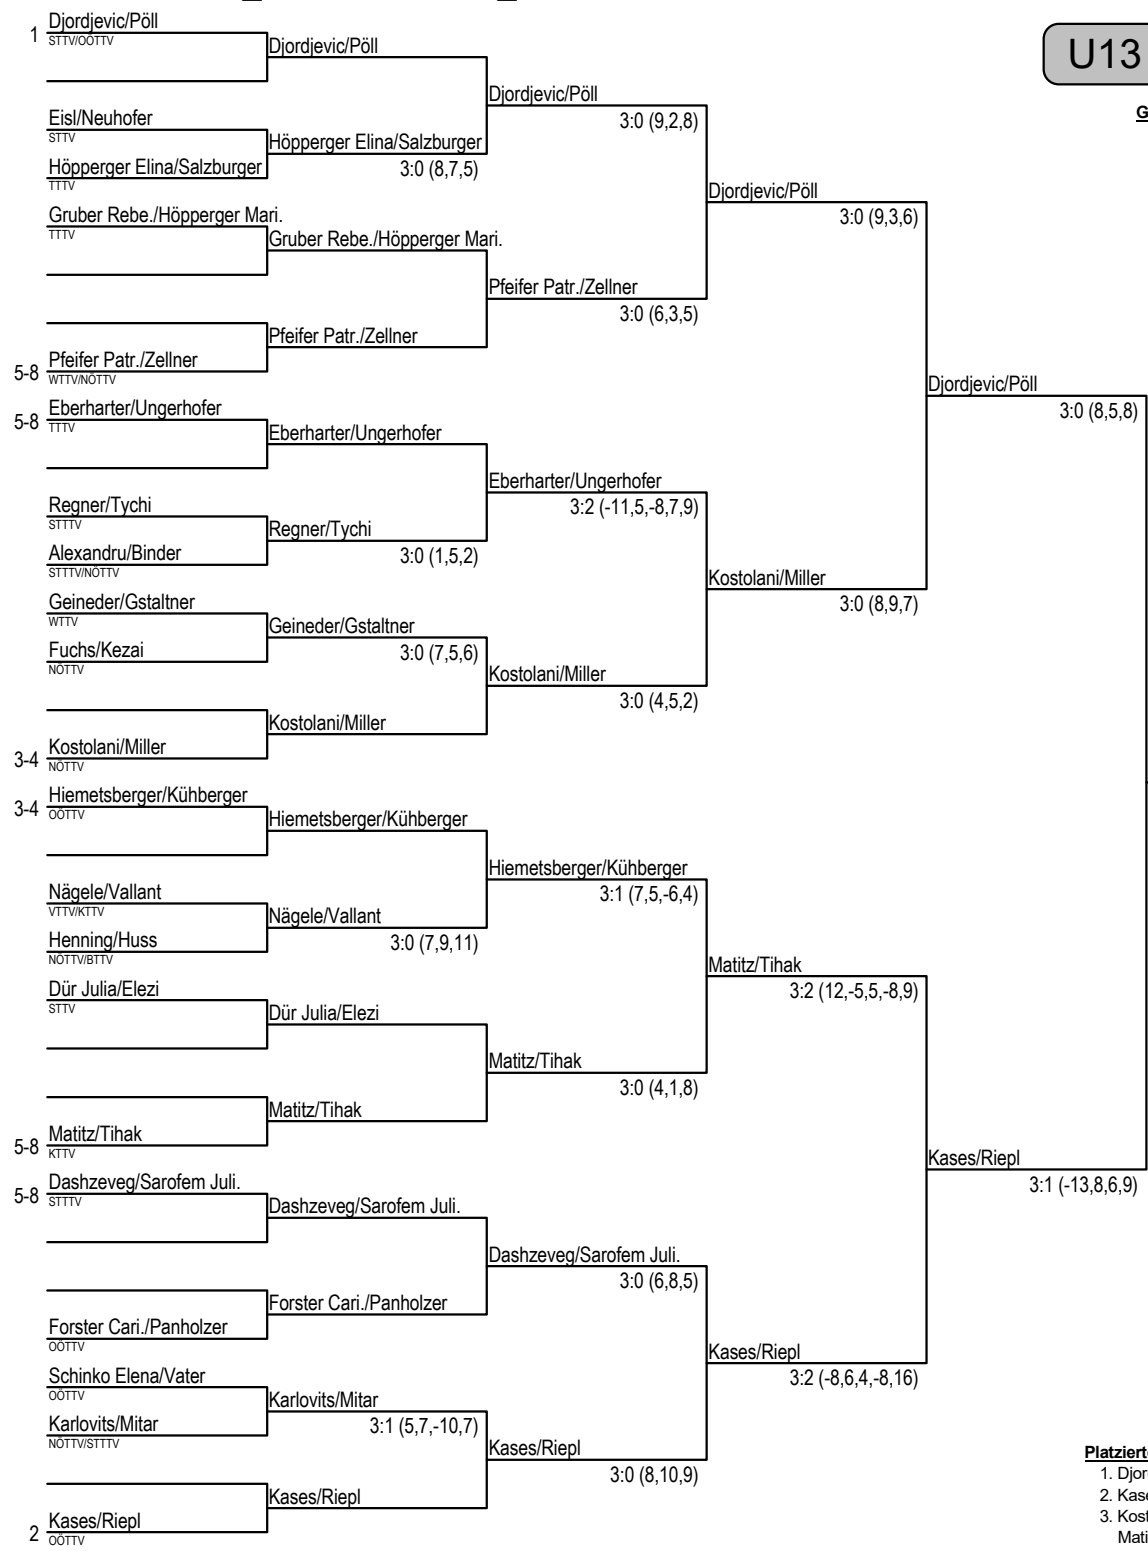 Djordjevic/Pöll
1
STTV/OÖTTV
Djordjevic/Pöll
U13
Djordjevic/Pöll
Eisl/Neuhofer
STTV
3:0 (9,2,8)
Höpperger Elina/Salzburger
Höpperger Elina/Salzburger
TTTV
3:0 (8,7,5)
Djordjevic/Pöll
Gruber Rebe./Höpperger Mari.
TTTV
3:0 (9,3,6)
Gruber Rebe./Höpperger Mari.
Pfeifer Patr./Zellner
3:0 (6,3,5)
Pfeifer Patr./Zellner
Pfeifer Patr./Zellner
5-8
WTTV/NÖTTV
Djordjevic/Pöll
3:0 (8,5,8)
Eberharter/Ungerhofer
5-8
TTTV
Eberharter/Ungerhofer
Eberharter/Ungerhofer
3:2 (-11,5,-8,7,9)
Regner/Tychi
STTTV
Regner/Tychi
3:0 (1,5,2)
Alexandru/Binder
STTTV/NÖTTV
Kostolani/Miller
3:0 (8,9,7)
Geineder/Gstaltner
WTTV
Geineder/Gstaltner
3:0 (7,5,6)
Fuchs/Kezai
NÖTTV
Kostolani/Miller
3:0 (4,5,2)
Kostolani/Miller
Kostolani/Miller
3-4
NÖTTV
Hiemetsberger/Kühberger
3-4
OÖTTV
Hiemetsberger/Kühberger
Hiemetsberger/Kühberger
3:1 (7,5,-6,4)
Nägele/Vallant
VTTV/KTTV
Nägele/Vallant
3:0 (7,9,11)
Henning/Huss
NÖTTV/BTTV
Matitz/Tihak
3:2 (12,-5,5,-8,9)
Dür Julia/Elezi
STTV
Dür Julia/Elezi
Matitz/Tihak
3:0 (4,1,8)
Matitz/Tihak
Matitz/Tihak
5-8
KTTV
Kases/Riepl
3:1 (-13,8,6,9)
Dashzeveg/Sarofem Juli.
5-8
STTTV
Dashzeveg/Sarofem Juli.
Dashzeveg/Sarofem Juli.
3:0 (6,8,5)
Forster Cari./Panholzer
Forster Cari./Panholzer
OÖTTV
Kases/Riepl
3:2 (-8,6,4,-8,16)
Schinko Elena/Vater
OÖTTV
Karlovits/Mitar
3:1 (5,7,-10,7)
Karlovits/Mitar
NÖTTV/STTTV
Kases/Riepl
3:0 (8,10,9)
Kases/Riepl
Kases/Riepl
2
OÖTTV
1.
2.
3.